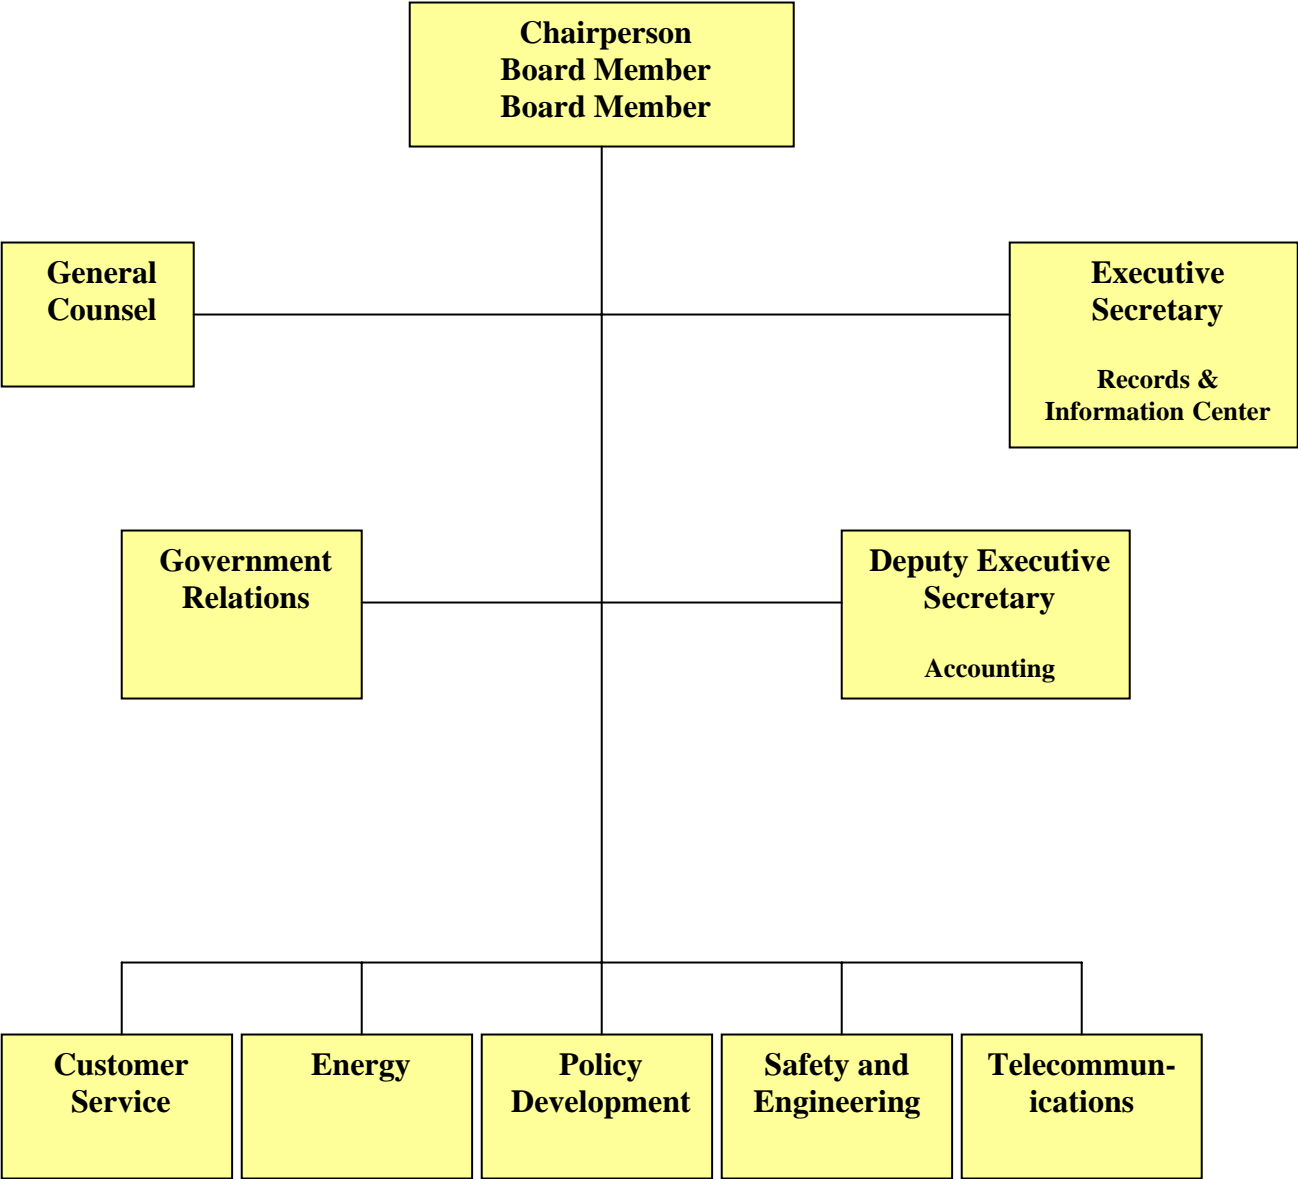 Chairperson
Board Member
Board Member
General
Counsel
Executive
Secretary
Records &
Information Center
Government
Relations
Deputy Executive
Secretary
Accounting
Customer
Service
Energy
Policy
Development
Safety and
Engineering
Telecommun-
ications